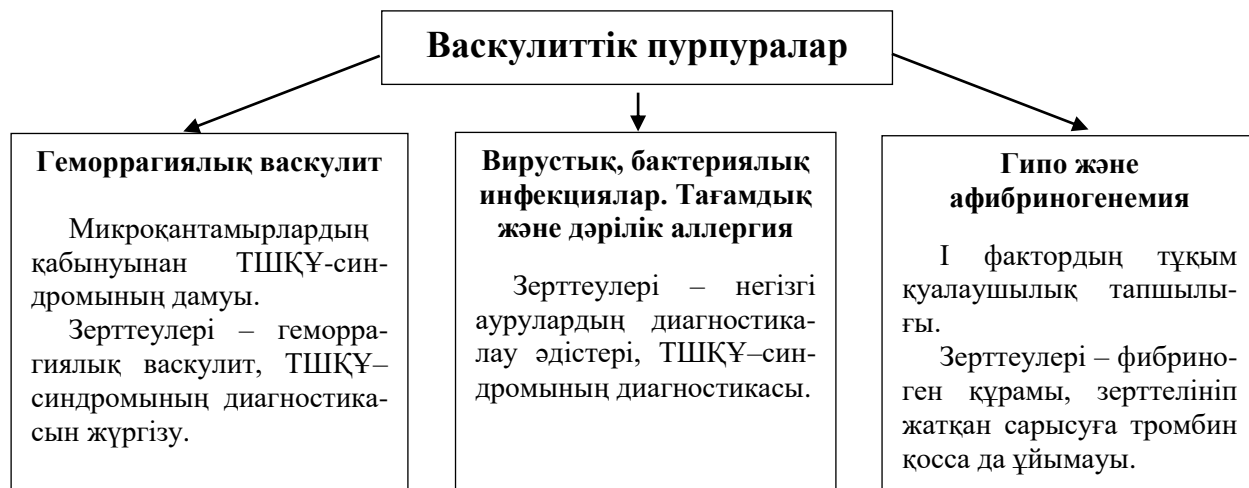 Васкулиттік пурпуралар
Геморрагиялық васкулит
Микроқантамырлардың
қабынуынан ТШҚҰ-син-
дромының дамуы.
Зерттеулері – геморра-
гиялық васкулит, ТШҚҰ–
синдромының диагностика-
сын жүргізу.
Вирустық, бактериялық
инфекциялар. Тағамдық
және дәрілік аллергия
Зерттеулері – негізгі
аурулардың диагностика-
лау әдістері, ТШҚҰ–син-
дромының диагностикасы.
Гипо және
афибриногенемия
I фактордың тұқым
қуалаушылық тапшылы-
ғы.
Зерттеулері – фибрино-
ген құрамы, зерттелініп
жатқан сарысуға тромбин
қосса да ұйымауы.